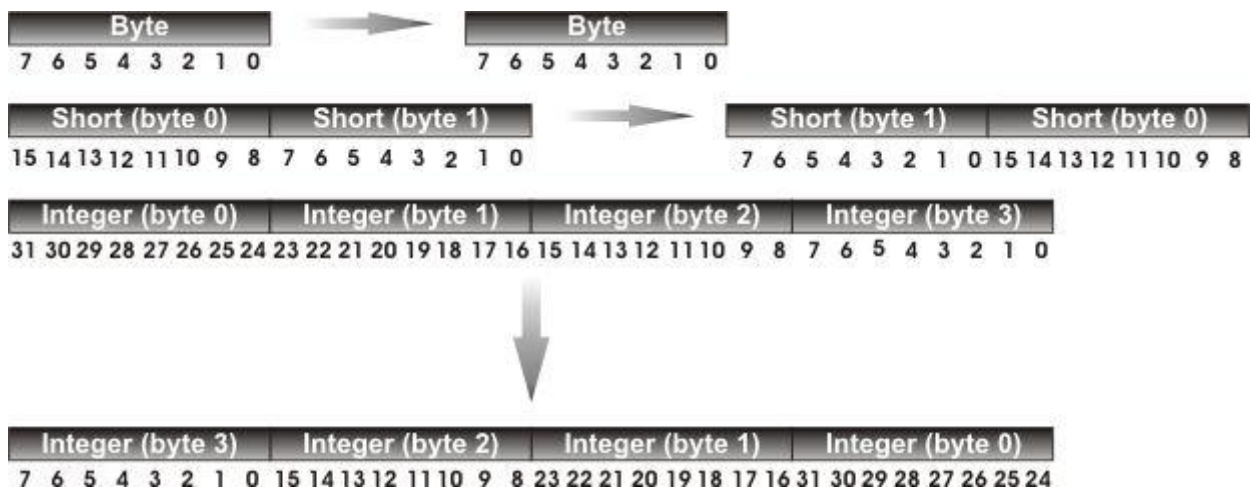 Byte Byte
7 6 5 4 3 2 1 0 7 6 5 4 3 2 1 0
Short (byte 0) Short (byte 1) Short (byte 1) Short (byte 0)
15 14 13 12 11 10 9 8 7 6 5 4 3 2 1 0 7 6 5 4 3 2 1 0 15 14 13 12 11 10 9 8
Integer (byte 0) Integer (byte 1) Integer (byte 2) Integer (byte 3)
31 30 29 28 27 26 25 24 23 22 21 20 19 18 17 16 15 14 13 12 11 10 9 8 7 6 5 4 3 2 1 0
Integer (byte 3) Integer (byte 2) Integer (byte 1) Integer (byte 0)
7 6 5 4 3 2 1 0 15 14 13 12 11 10 9 8 23 22 21 20 19 18 17 16 31 30 29 28 27 26 25 24